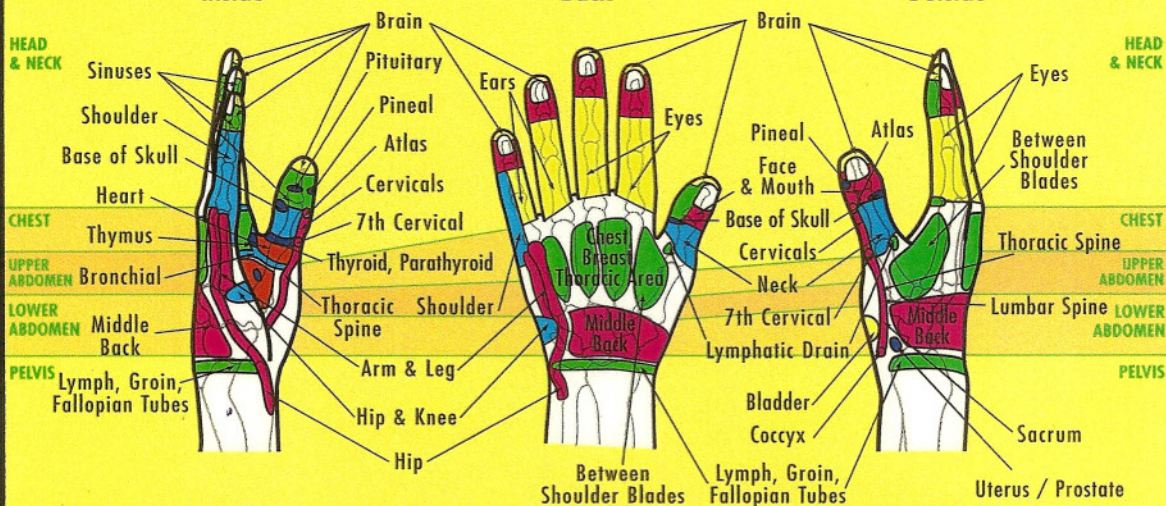 Brain
Brain
HEAD
& NECK
HEAD
& NECK
Sinuses
Pituitary
Ears
Eyes
Shoulder
Pineal
Eyes
Pineal
Atlas
Between
Shoulder
Blades
Base of Skull
Atlas
Face
& Mouth
Heart
Cervicals
Base of Skull
CHEST
7th Cervical
CHEST
Thymus
Chest
Breast
Thoracic Area
Cervicals
Thoracic Spine
Thyroid, Parathyroid
UPPER
ABDOMEN
Bronchial
Neck
UPPER
ABDOMEN
Thoracic
Spine
Shoulder
LOWER
ABDOMEN
Middle
Back
Middle
Back
7th Cervical
Lumbar Spine
Middle
Back
LOWER
ABDOMEN
Lymphatic Drain
PELVIS
Arm & Leg
PELVIS
Lymph, Groin,
Fallopian Tubes
Hip & Knee
Bladder
Coccyx
Sacrum
Hip
Between
Shoulder Blades
Lymph, Groin,
Fallopian Tubes
Uterus / Prostate